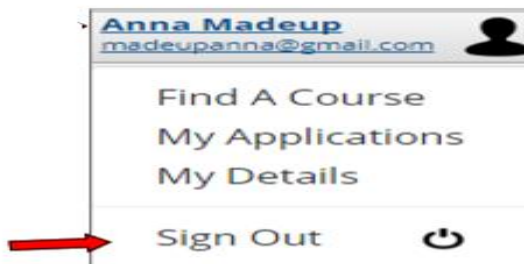 Anna Madeup
madeupanna@gmail.com
Find A Course
My Applications
My Details
Sign Out